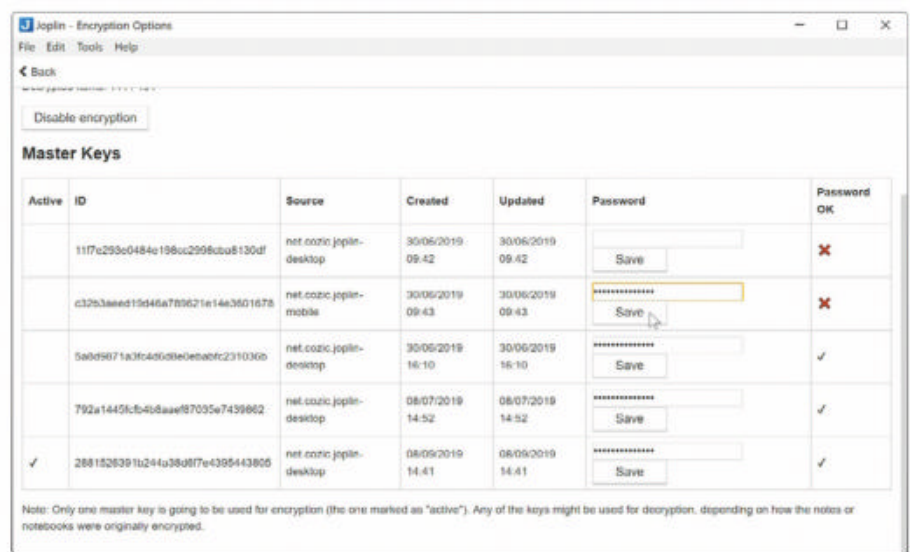 Joplin - Encryption Options
File Edit Tools Help
Back
Disable encryption
Master Keys
Active ID Source Created Updated Password Password OK
net.cozic.joplin-desktop 30/06/2019 09:42 30/06/2019 09:42 Save
net.cozic.joplin-mobile 30/06/2019 09:43 30/06/2019 09:43 •••••••••••••• Save
net.cozic.joplin-desktop 30/06/2019 16:10 30/06/2019 16:10 •••••••••••••• Save
792a1445fcfb4b8aaef87035e7439862 net.cozic.joplin-desktop 08/07/2019 14:52 08/07/2019 14:52 •••••••••••••• Save
net.cozic.joplin-desktop 08/09/2019 14:41 08/09/2019 14:41 •••••••••••••• Save
Note: Only one master key is going to be used for encryption (the one marked as "active"). Any of the keys might be used for decryption, depending on how the notes or
notebooks were originally encrypted.